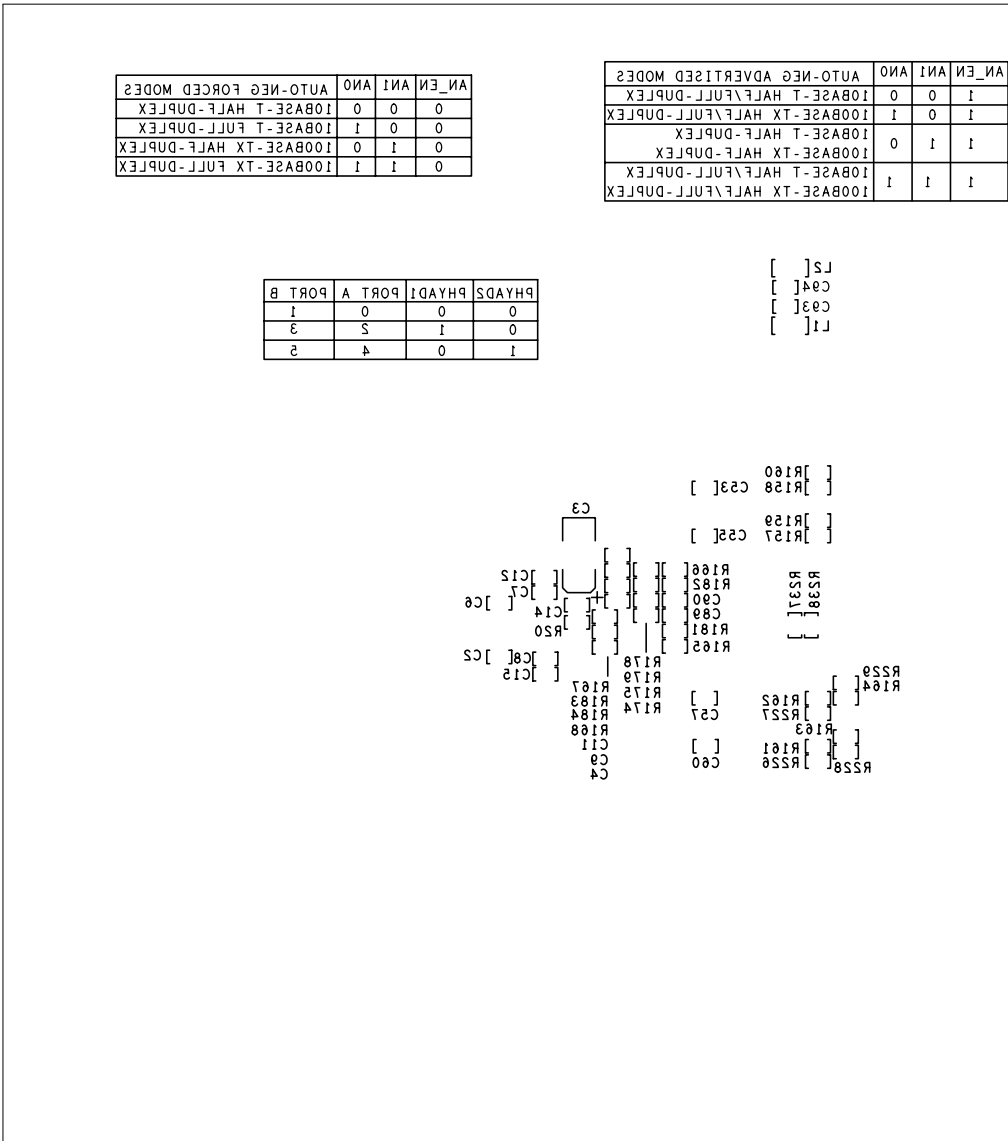 AN_EN AN1 AN0 AUTO-NEG ADVERTISED MODES
1 0 0 10BASE-T HALF/FULL-DUPLEX
1 0 1 100BASE-TX HALF/FULL-DUPLEX
1 1 0 10BASE-T HALF-DUPLEX
100BASE-TX HALF-DUPLEX
1 1 1 10BASE-T HALF/FULL-DUPLEX
100BASE-TX HALF/FULL-DUPLEX
AN_EN AN1 AN0 AUTO-NEG FORCED MODES
0 0 0 10BASE-T HALF-DUPLEX
0 0 1 10BASE-T FULL-DUPLEX
0 1 0 100BASE-TX HALF-DUPLEX
0 1 1 100BASE-TX FULL-DUPLEX
L2
C94
C93
L1
PHYAD2 PHYAD1 PORT A PORT B
0 0 0 1
0 1 2 3
1 0 4 5
R160
R158
C53
R159
R157
C55
C3
R238
R237
R166
R182
C90
C89
R181
R165
+
C12
C7
C6
C14
R20
C8
C2
C15
R178
R179
R175
R174
R167
R183
R184
R168
C11
C9
C4
R229
R164
R162
R227
C57
R163
R161
R226
R228
C60